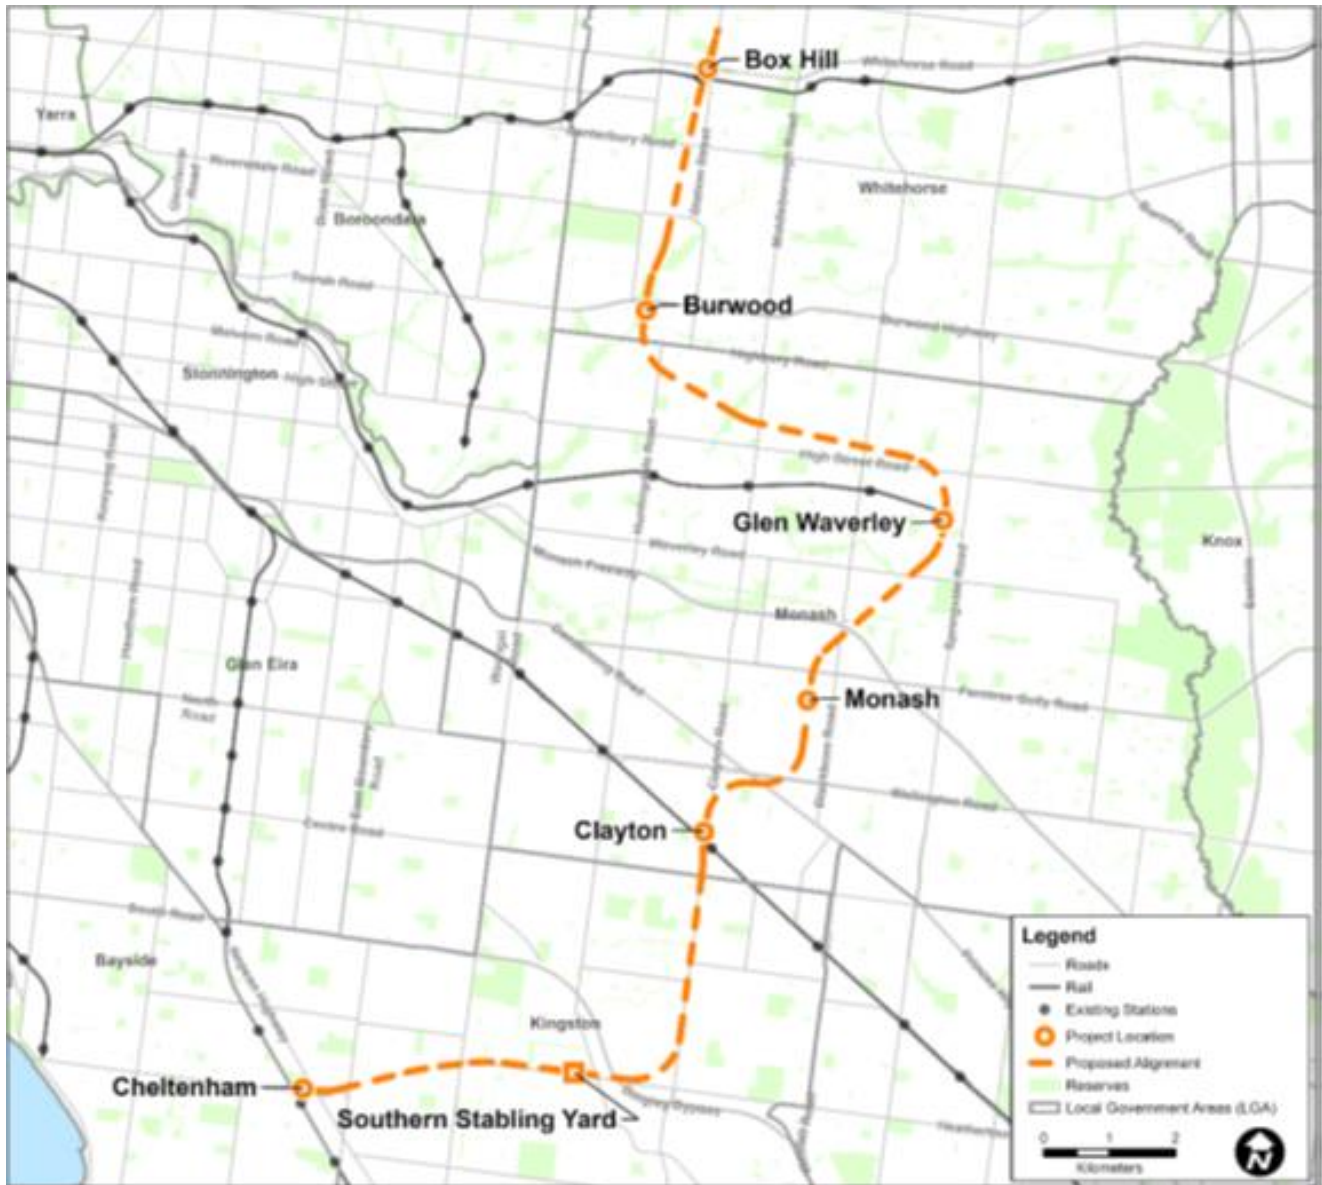 Box Hill
Whitehorse Road
Yarra
Canterbury Road
Riversdale Road
Whitehorse
Boroondara
Burwood
Burwood Highway
Highbury Road
Stonnington
High Street Road
Glen Waverley
Waverley Road
Monash Freeway
Knox
Monash
Glen Eira
Monash
Ferntree Gully Road
North
Road
Clayton Road
Wellington Road
Clayton
Centre Road
South Road
Bayside
Nepean Highway
Kingston
Cheltenham
Southern Stabling Yard
Legend
Roads
Rail
Existing Stations
Project Location
Proposed Alignment
Reserves
Local Government Areas (LGA)
0 1 2
Kilometers
N